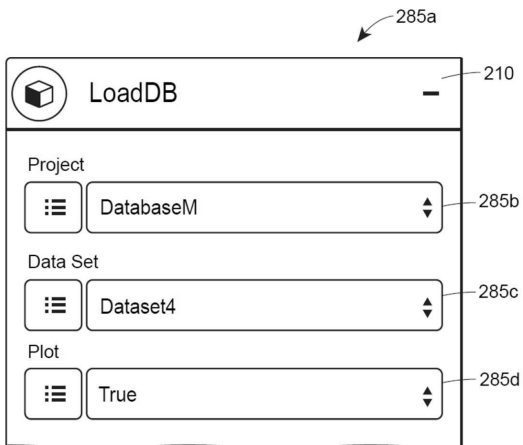 285a
LoadDB
210
Project
DatabaseM
285b
Data Set
Dataset4
285c
Plot
True
285d